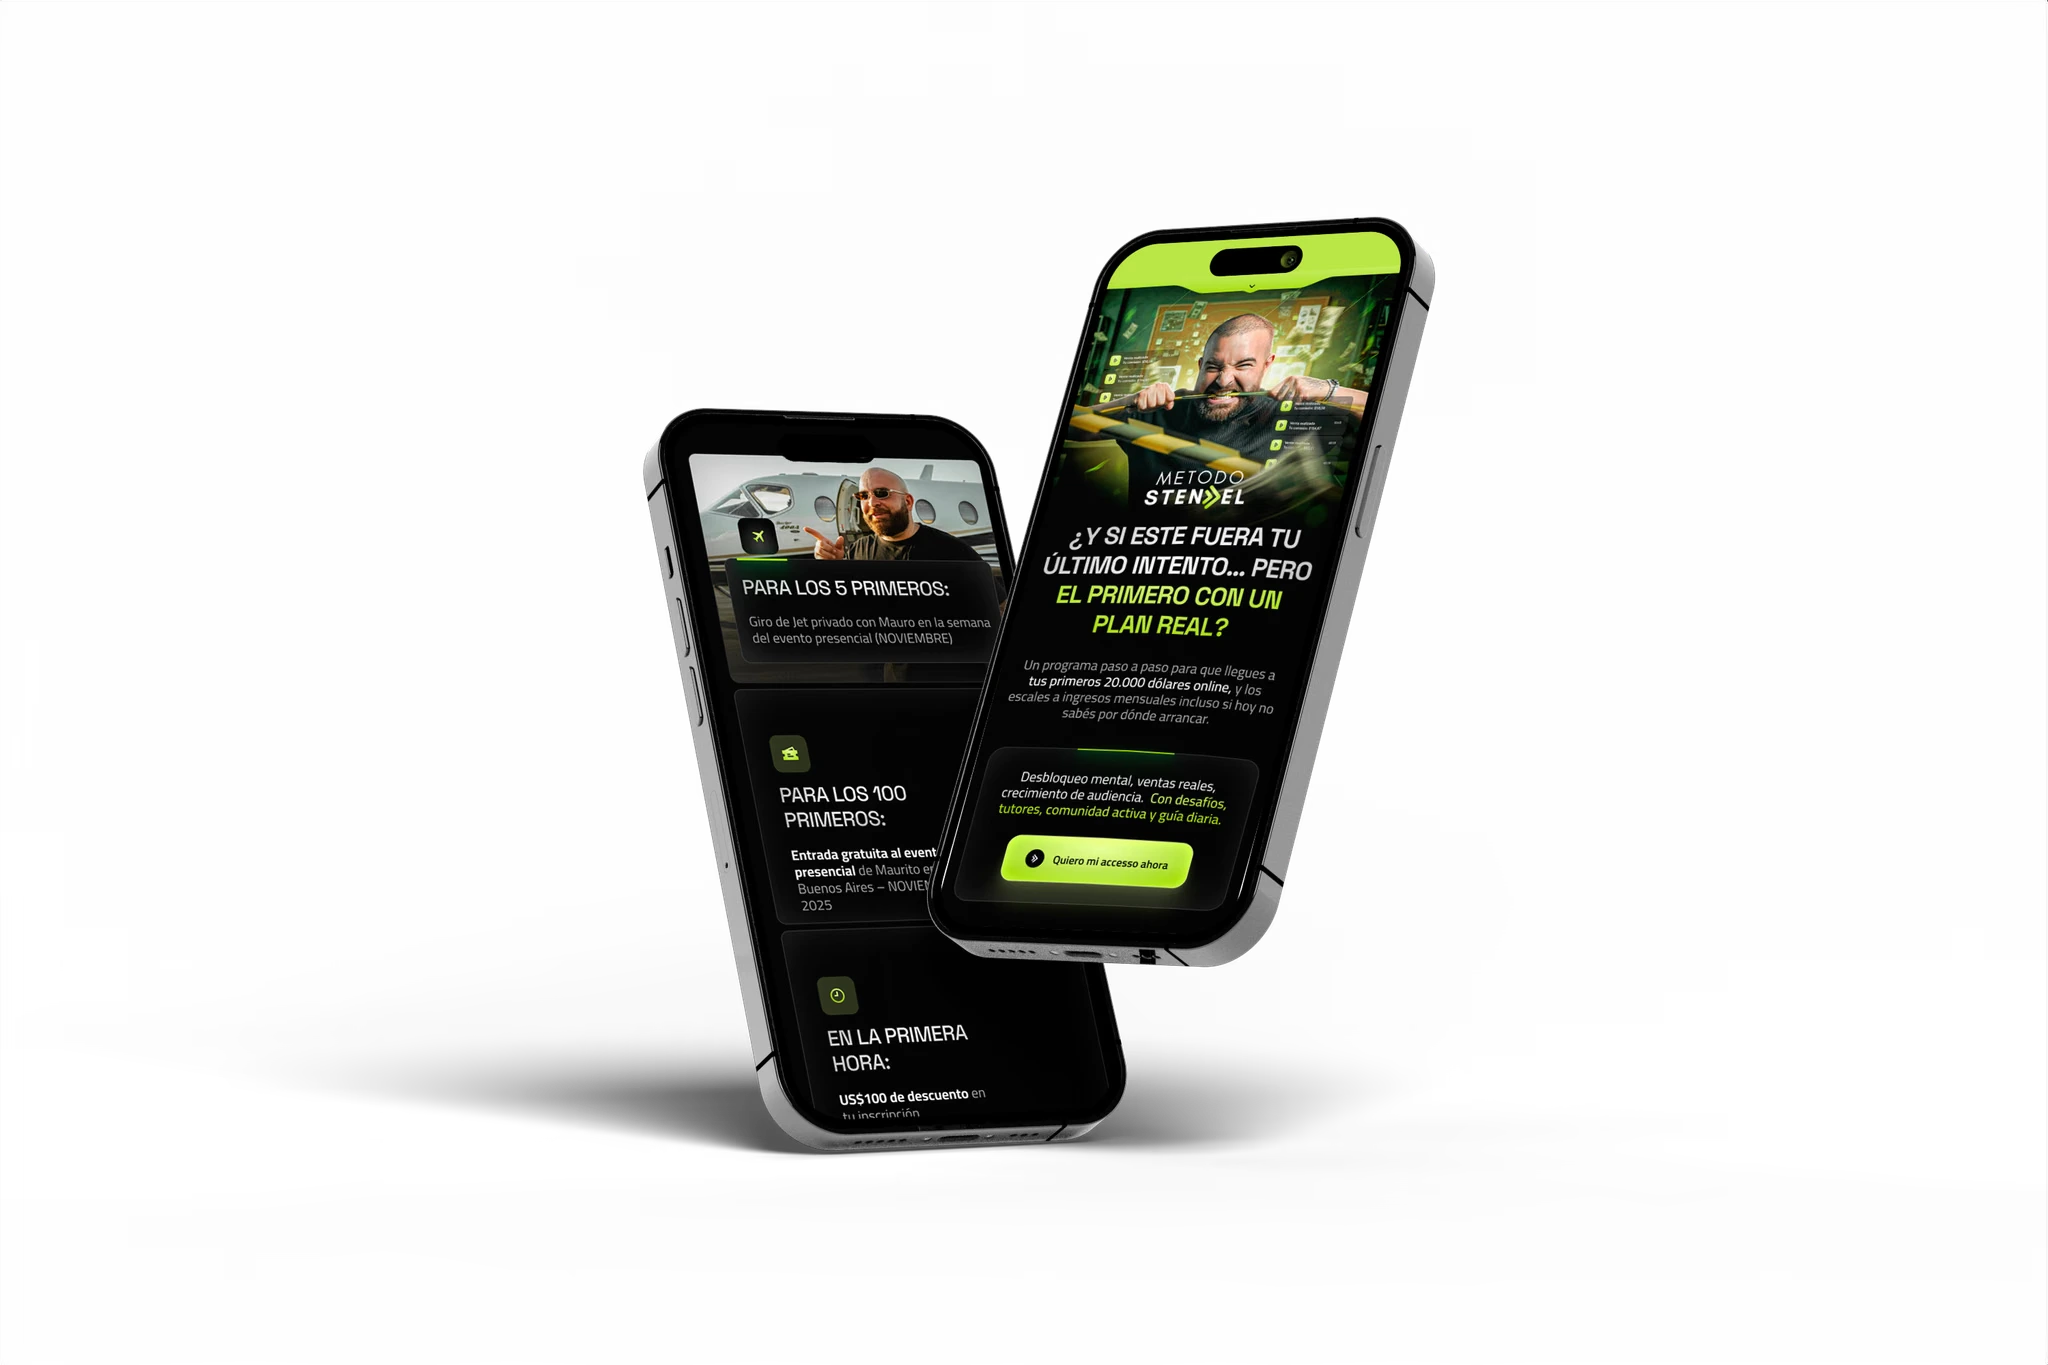 PARA LOS 5 PRIMEROS:
Giro de Jet privado con Mauro en la semana
del evento presencial (NOVIEMBRE)
PARA LOS 100
PRIMEROS:
Entrada gratuita al
presencial de Maurito
Buenos Aires –
2025
EN LA PRIMERA
HORA:
US$100 de descuento en
tu inscripción
METODO
STENDEL
¿Y SI ESTE FUERA TU
ÚLTIMO INTENTO... PERO
EL PRIMERO CON UN
PLAN REAL?
Un programa paso a paso para que llegues a
tus primeros 20.000 dólares online, y los
escales a ingresos mensuales incluso si hoy no
sabés por dónde arrancar.
Desbloqueo mental, ventas reales,
crecimiento de audiencia. Con desafíos,
tutores, comunidad activa y guía diaria.
Quiero mi accesso ahora